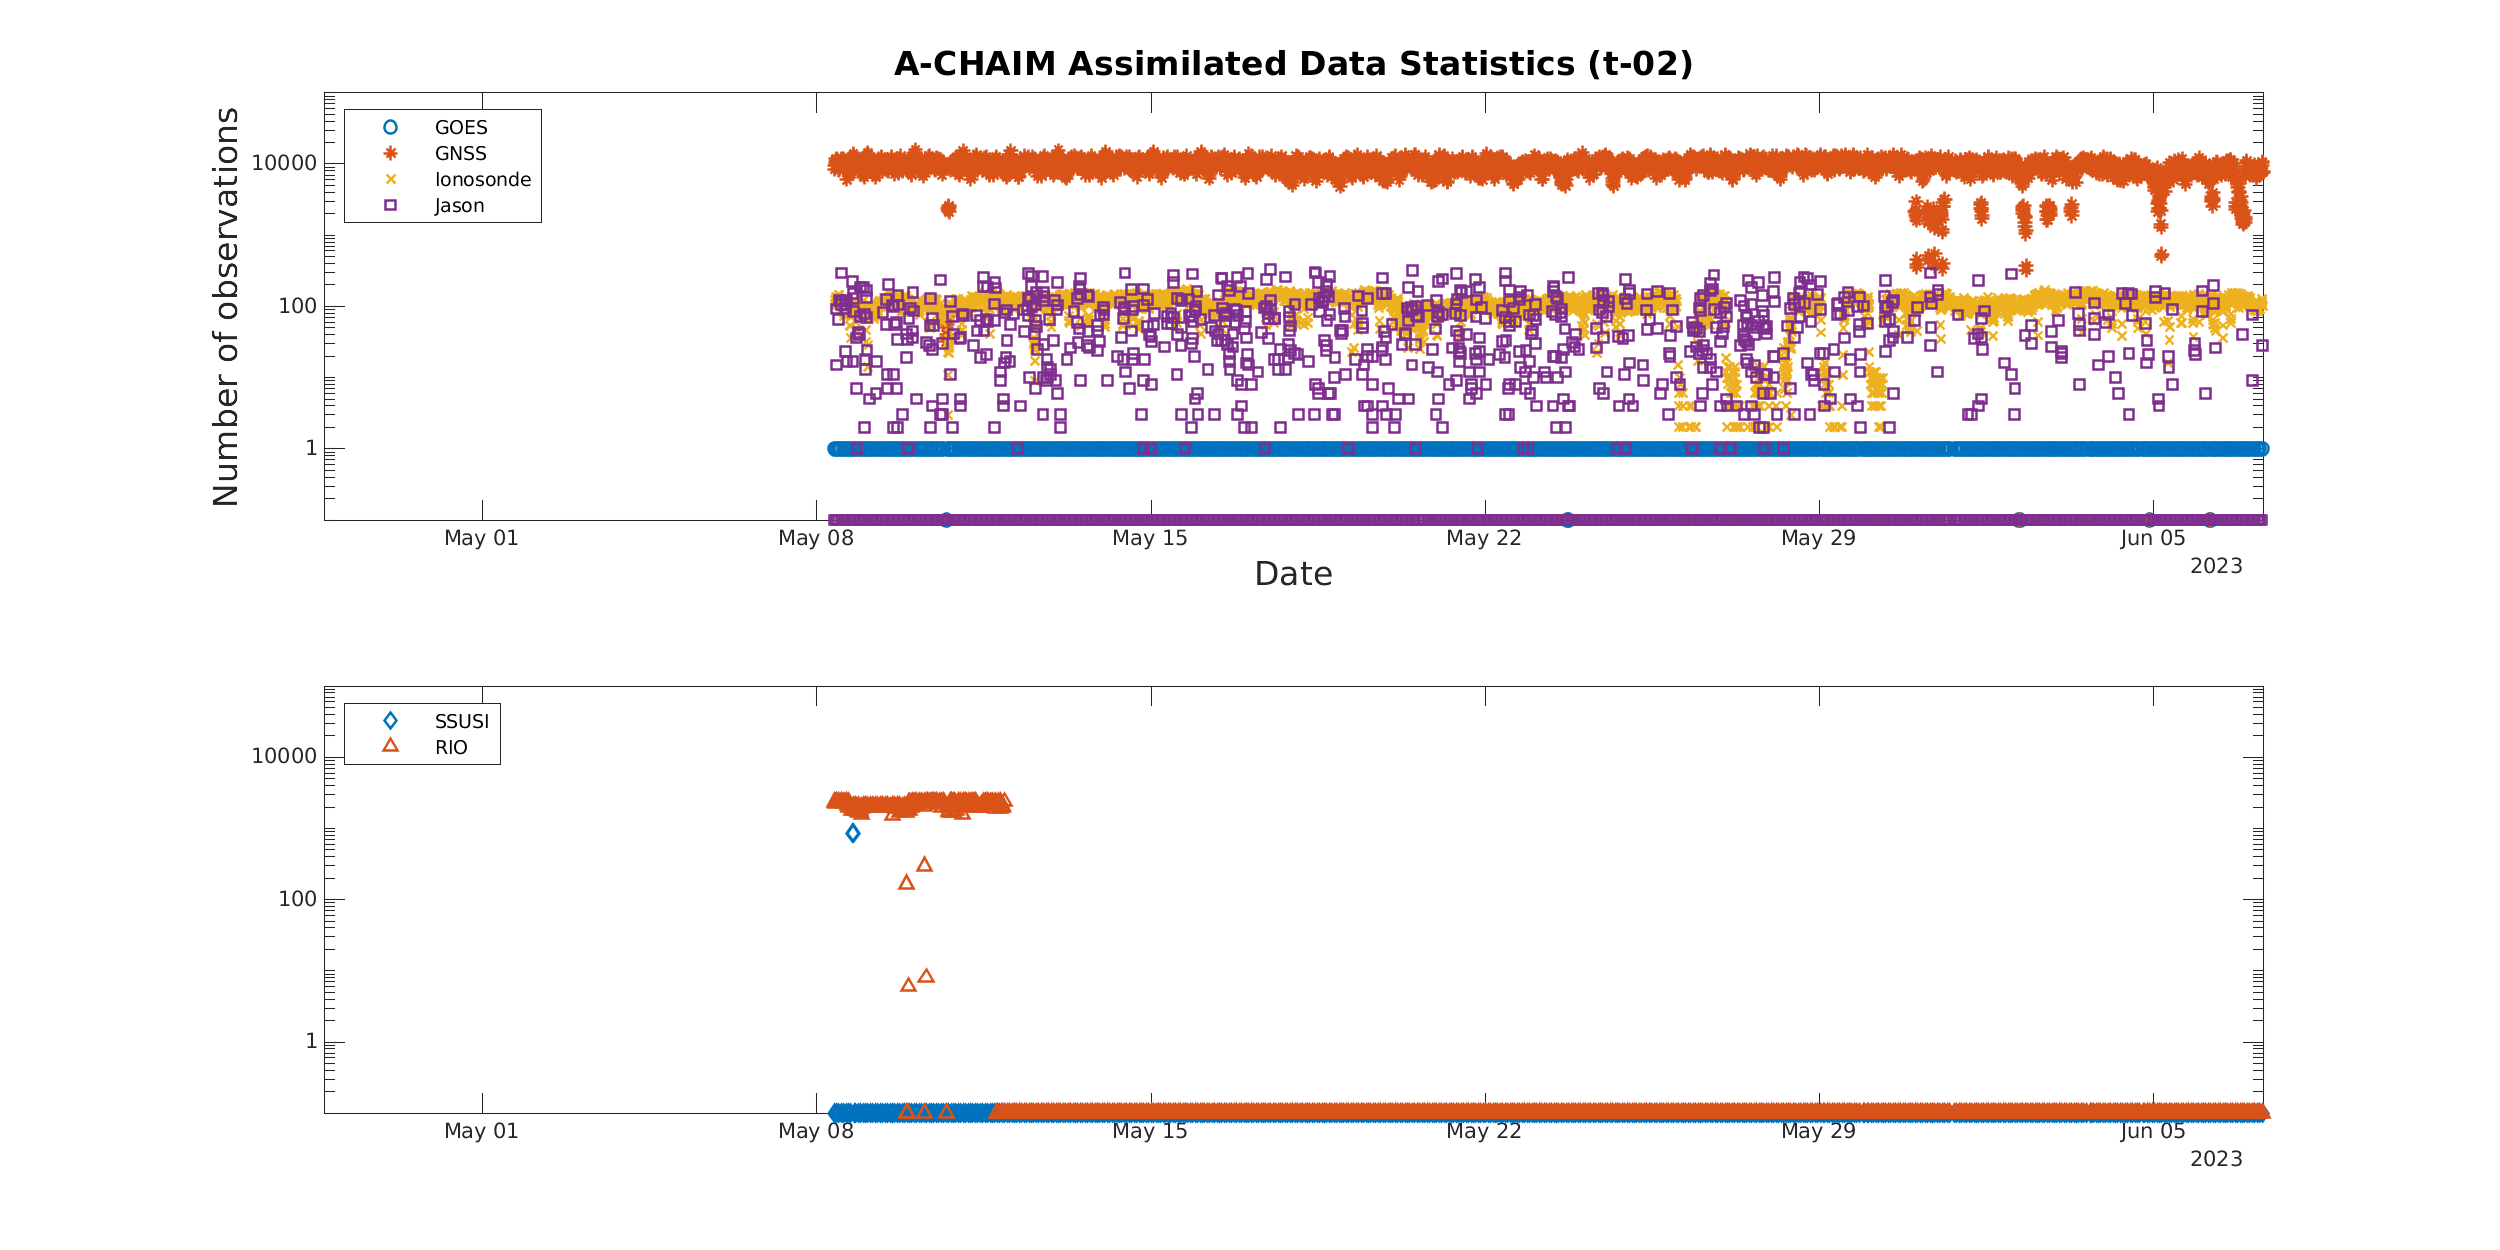 A-CHAIM Assimilated Data Statistics (t-02)
Number of observations
10000
100
1
GOES
GNSS
Ionosonde
Jason
May 01
May 08
May 15
May 22
May 29
Jun 05
2023
Date
10000
100
1
SSUSI
RIO
May 01
May 08
May 15
May 22
May 29
Jun 05
2023